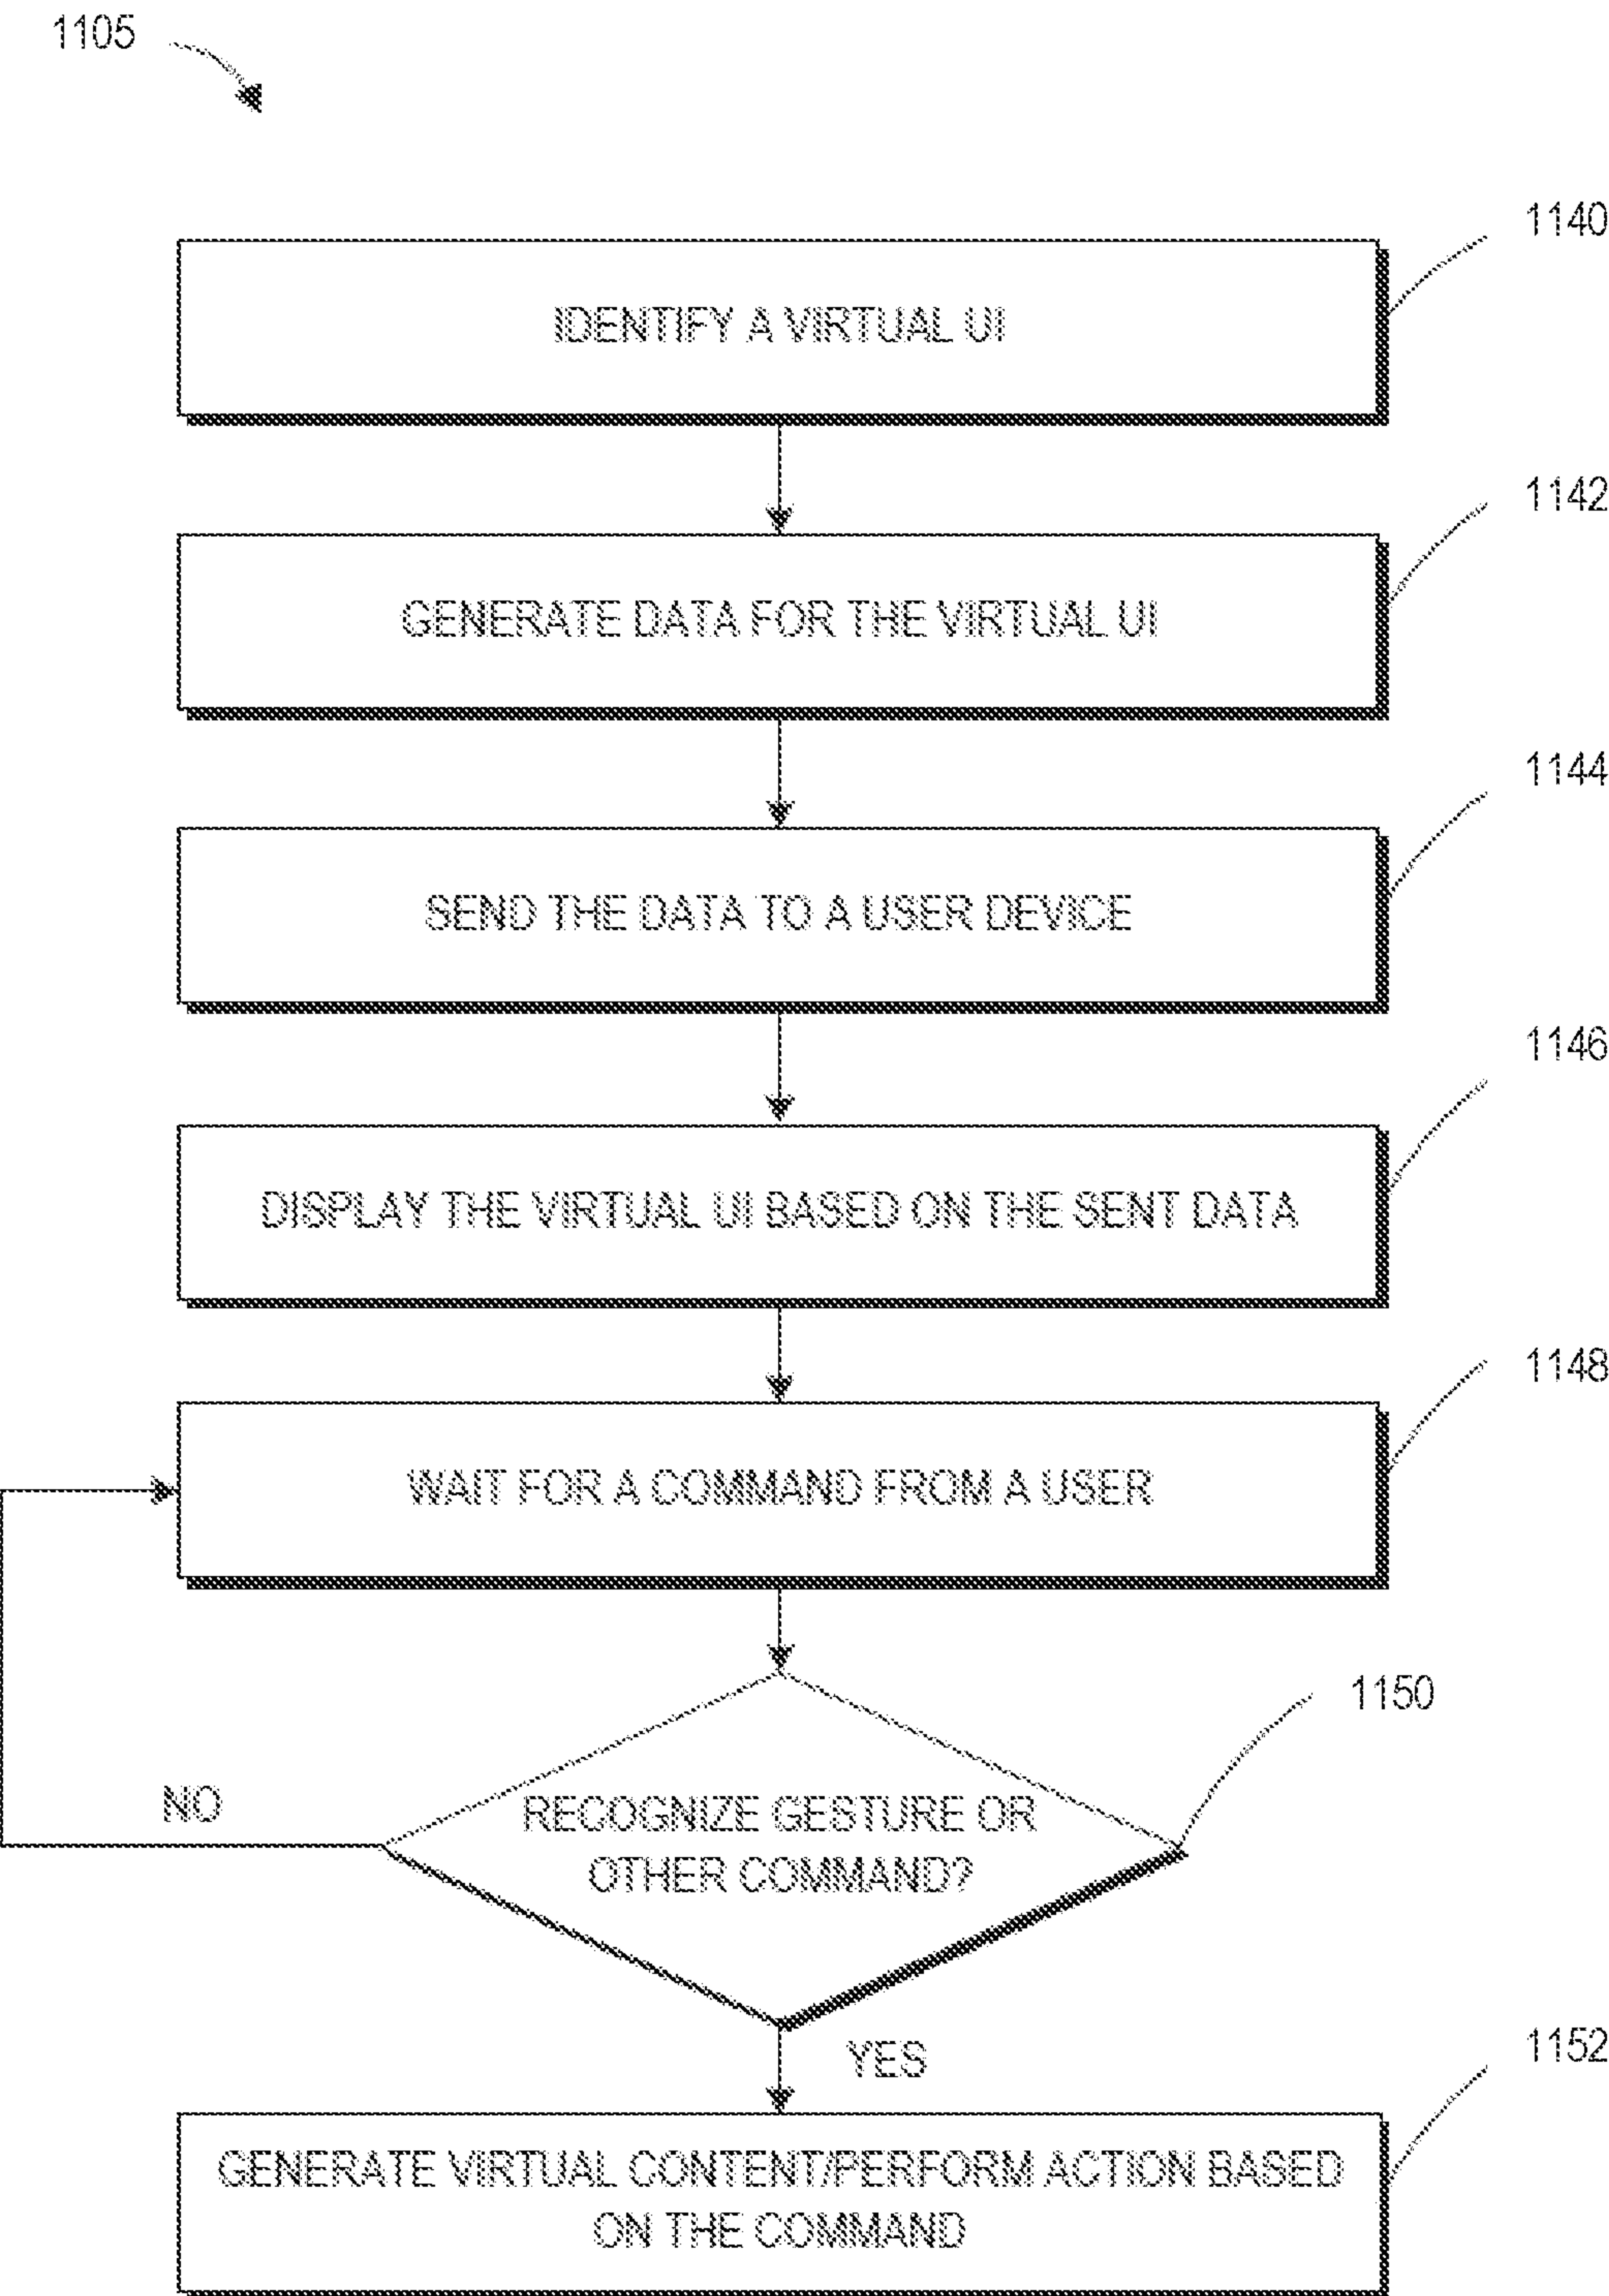 1105
1140
IDENTIFY A VIRTUAL UI
1142
GENERATE DATA FOR THE VIRTUAL UI
1144
SEND THE DATA TO A USER DEVICE
1146
DISPLAY THE VIRTUAL UI BASED ON THE SENT DATA
1148
WAIT FOR A COMMAND FROM A USER
1150
NO
RECOGNIZE GESTURE OR
OTHER COMMAND?
YES
1152
GENERATE VIRTUAL CONTENT/PERFORM ACTION BASED
ON THE COMMAND